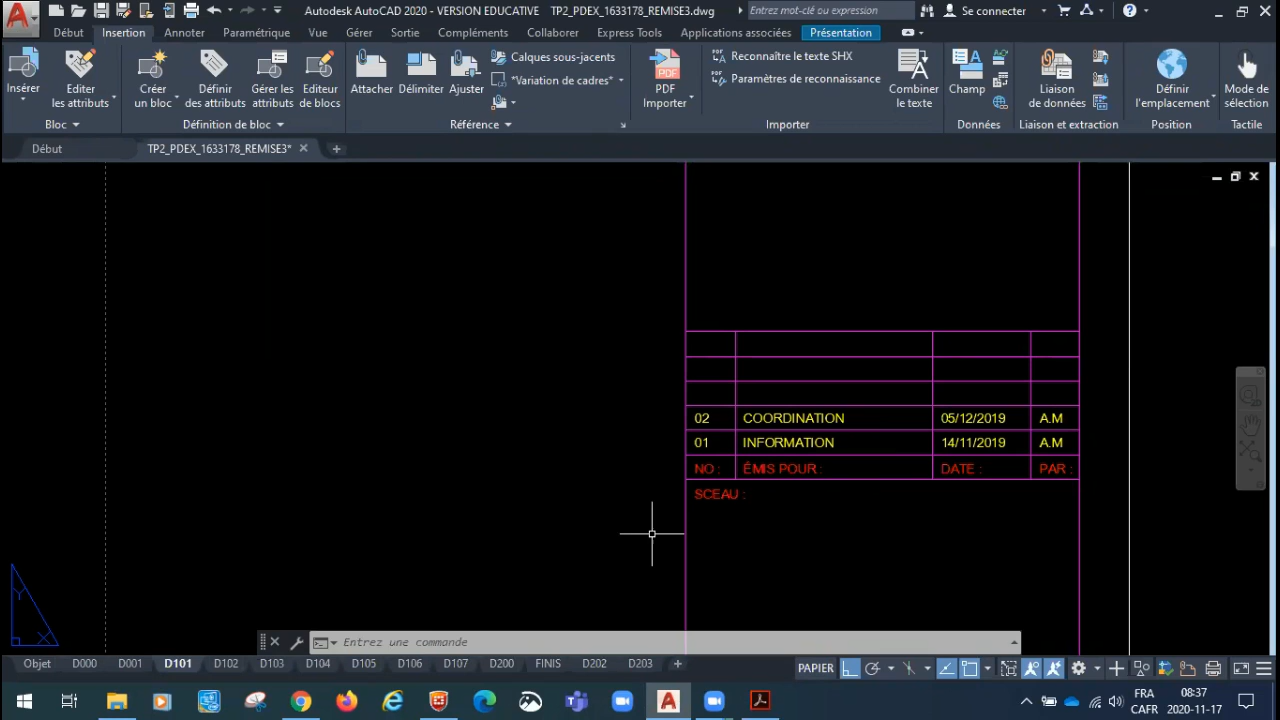 Autodesk AutoCAD 2020 - VERSION EDUCATIVE TP2_PDEX_1633178_REMISE3.dwg
Entrez mot-clé ou expression
Se connecter
Début Insertion Annoter Paramétrique Vue Gérer Sortie Compléments Collaborer Express Tools Applications associées Présentation
Insérer
Editer les attributs
Créer un bloc
Définir des attributs
Gérer les attributs
Éditeur de blocs
Attacher
Délimiter
Ajuster
Calques sous-jacents
*Variation de cadres*
PDF
PDF Importer
Reconnaître le texte SHX
Paramètres de reconnaissance
Combiner le texte
Champ
Liaison de données
Définir l'emplacement
Mode de sélection
Bloc Définition de bloc Référence Importer Données Liaison et extraction Position Tactile
Début TP2_PDEX_1633178_REMISE3*
02 COORDINATION 05/12/2019 A.M
01 INFORMATION 14/11/2019 A.M
NO : ÉMIS POUR : DATE : PAR :
SCEAU :
Y
X
Entrez une commande
Objet D000 D001 D101 D102 D103 D104 D105 D106 D107 D200 FINIS D202 D203
PAPIER
FRA 08:37
CAFR 2020-11-17